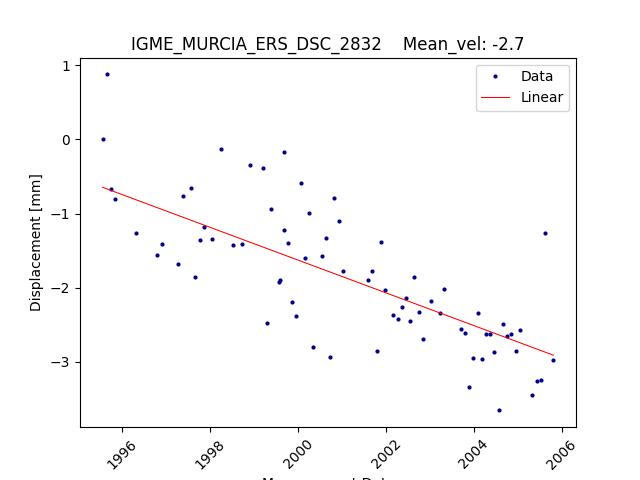 IGME_MURCIA_ERS_DSC_2832    Mean_vel: -2.7
Data
Linear
Displacement [mm]
1
0
−1
−2
−3
1996
1998
2000
2002
2004
2006